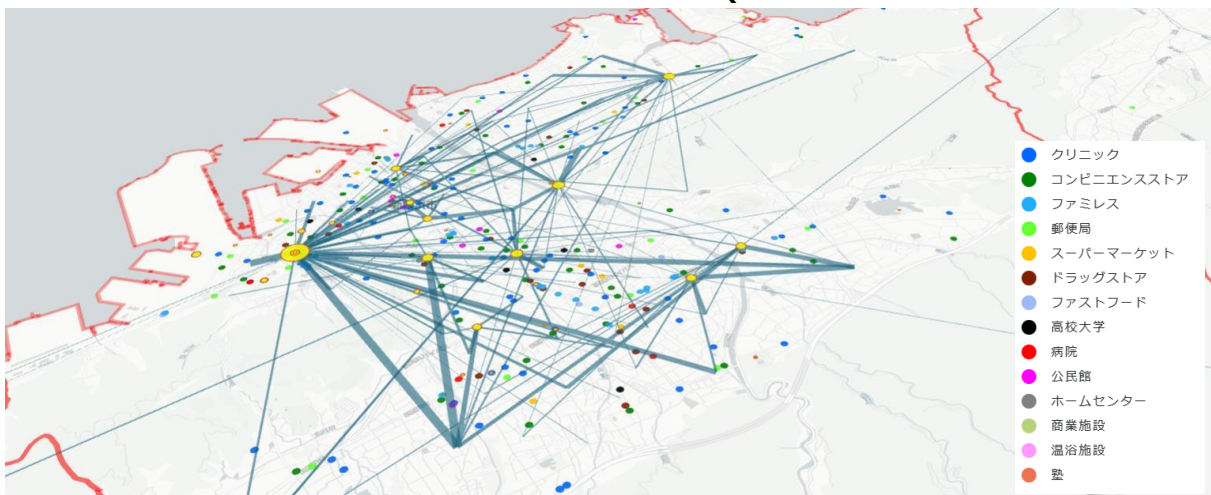 クリニック
コンビニエンスストア
ファミレス
郵便局
スーパーマーケット
ドラッグストア
ファストフード
高校大学
病院
公民館
ホームセンター
商業施設
温浴施設
塾